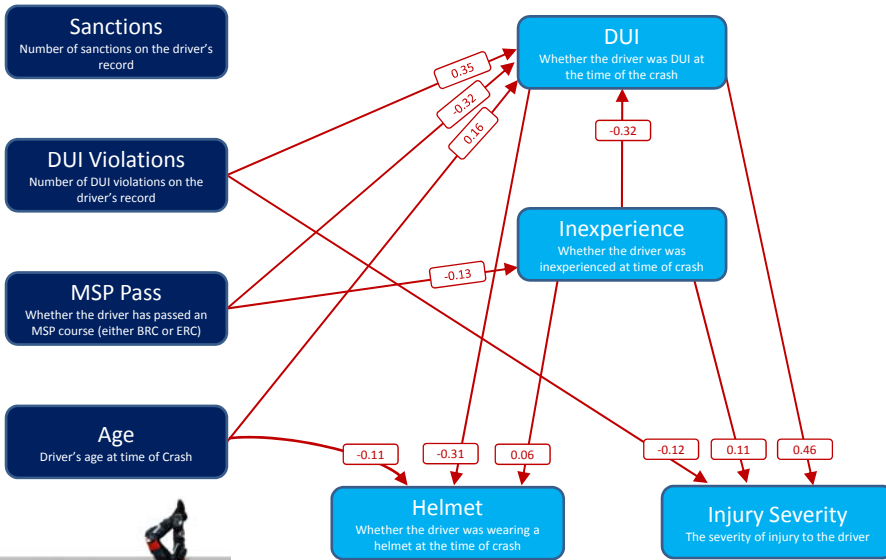 Sanctions
Number of sanctions on the driver's
record
DUI
Whether the driver was DUI at
the time of the crash
0.35
-0.32
0.16
-0.32
DUI Violations
Number of DUI violations on the
driver's record
Inexperience
Whether the driver was
inexperienced at time of crash
-0.13
MSP Pass
Whether the driver has passed an
MSP course (either BRC or ERC)
Age
Driver's age at time of Crash
-0.11
-0.31
0.06
-0.12
0.11
0.46
Helmet
Whether the driver was wearing a
helmet at the time of crash
Injury Severity
The severity of injury to the driver